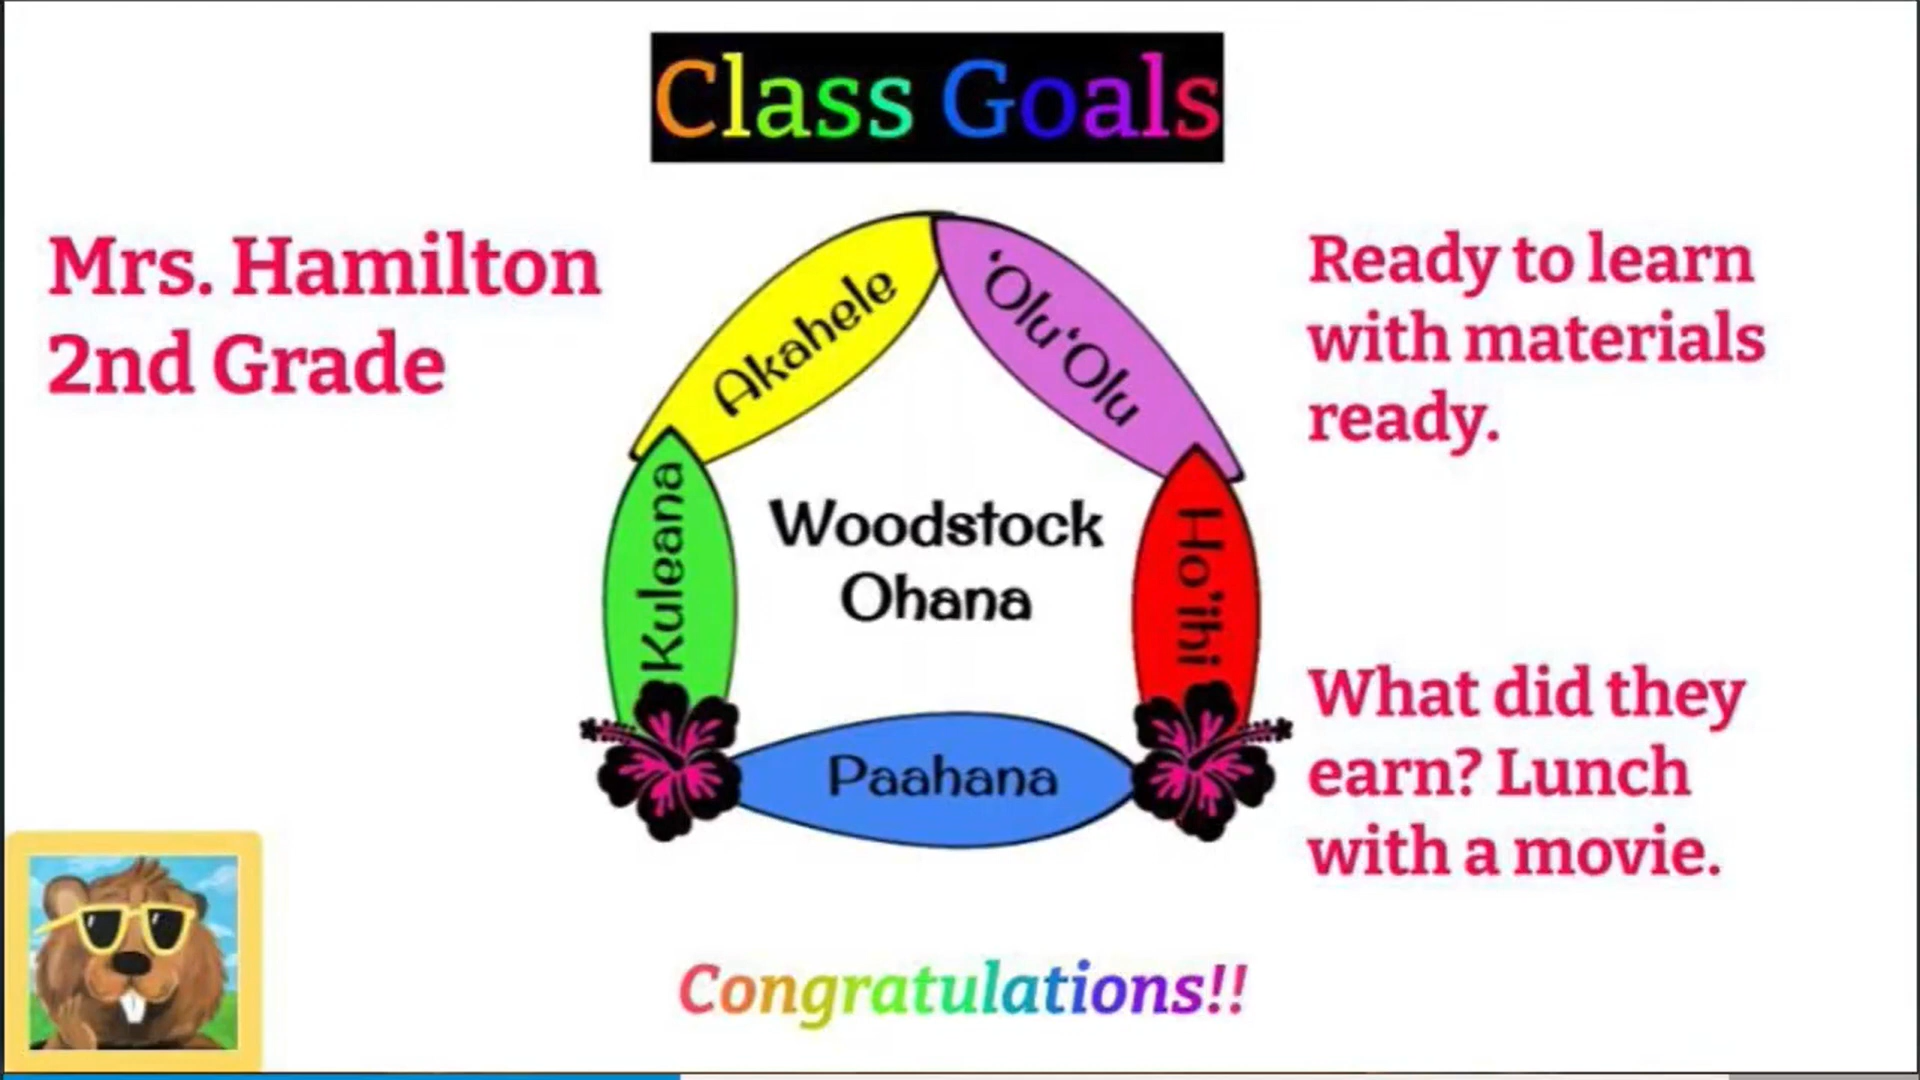 Class Goals
Mrs. Hamilton
2nd Grade
Akahele
‘Olu‘Olu
Ready to learn
with materials
ready.
Kuleana
Woodstock
Ohana
Ho'ihi
Paahana
What did they
earn? Lunch
with a movie.
Congratulations!!